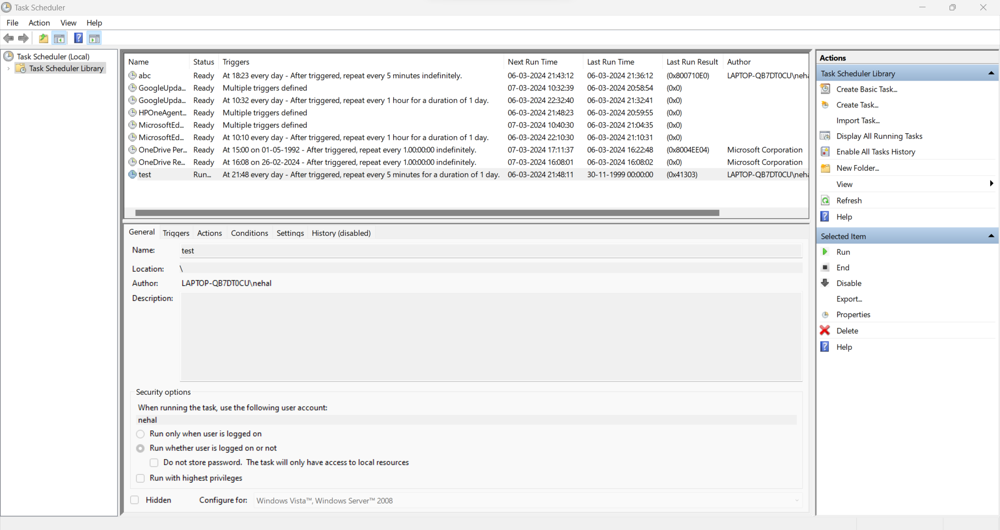 Task Scheduler
File Action View Help
Task Scheduler (Local)
Task Scheduler Library
Name Status Triggers Next Run Time Last Run Time Last Run Result Author
abc Ready At 18:23 every day - After triggered, repeat every 5 minutes indefinitely. 06-03-2024 21:43:12 06-03-2024 21:36:12 (0x800710E0) LAPTOP-QB7DT0CU\neh
GoogleUpda... Ready Multiple triggers defined 07-03-2024 10:32:39 06-03-2024 20:58:54 (0x0)
GoogleUpda... Ready At 10:32 every day - After triggered, repeat every 1 hour for a duration of 1 day. 06-03-2024 22:32:40 06-03-2024 21:32:41 (0x0)
HPOneAgent... Ready Multiple triggers defined 06-03-2024 21:48:23 06-03-2024 20:59:55 (0x0)
MicrosoftEd... Ready Multiple triggers defined 07-03-2024 10:40:30 06-03-2024 21:04:35 (0x0)
MicrosoftEd... Ready At 10:10 every day - After triggered, repeat every 1 hour for a duration of 1 day. 06-03-2024 22:10:30 06-03-2024 21:10:31 (0x0)
OneDrive Per... Ready At 15:00 on 01-05-1992 - After triggered, repeat every 1.00:00:00 indefinitely. 07-03-2024 17:11:37 06-03-2024 16:22:48 (0x8004EE04) Microsoft Corporation
OneDrive Re... Ready At 16:08 on 26-02-2024 - After triggered, repeat every 1.00:00:00 indefinitely. 07-03-2024 16:08:01 06-03-2024 16:08:02 (0x0) Microsoft Corporation
test Run... At 21:48 every day - After triggered, repeat every 5 minutes for a duration of 1 day. 06-03-2024 21:48:11 30-11-1999 00:00:00 (0x41303) LAPTOP-QB7DT0CU\neh
General Triggers Actions Conditions Settings History (disabled)
Name: test
Location: \
Author: LAPTOP-QB7DT0CU\nehal
Description:
Security options
When running the task, use the following user account:
nehal
Run only when user is logged on
Run whether user is logged on or not
Do not store password. The task will only have access to local resources
Run with highest privileges
Hidden Configure for: Windows Vista™, Windows Server™ 2008
Actions
Task Scheduler Library
Create Basic Task...
Create Task...
Import Task...
Display All Running Tasks
Enable All Tasks History
New Folder...
View
Refresh
Help
Selected Item
Run
End
Disable
Export...
Properties
Delete
Help